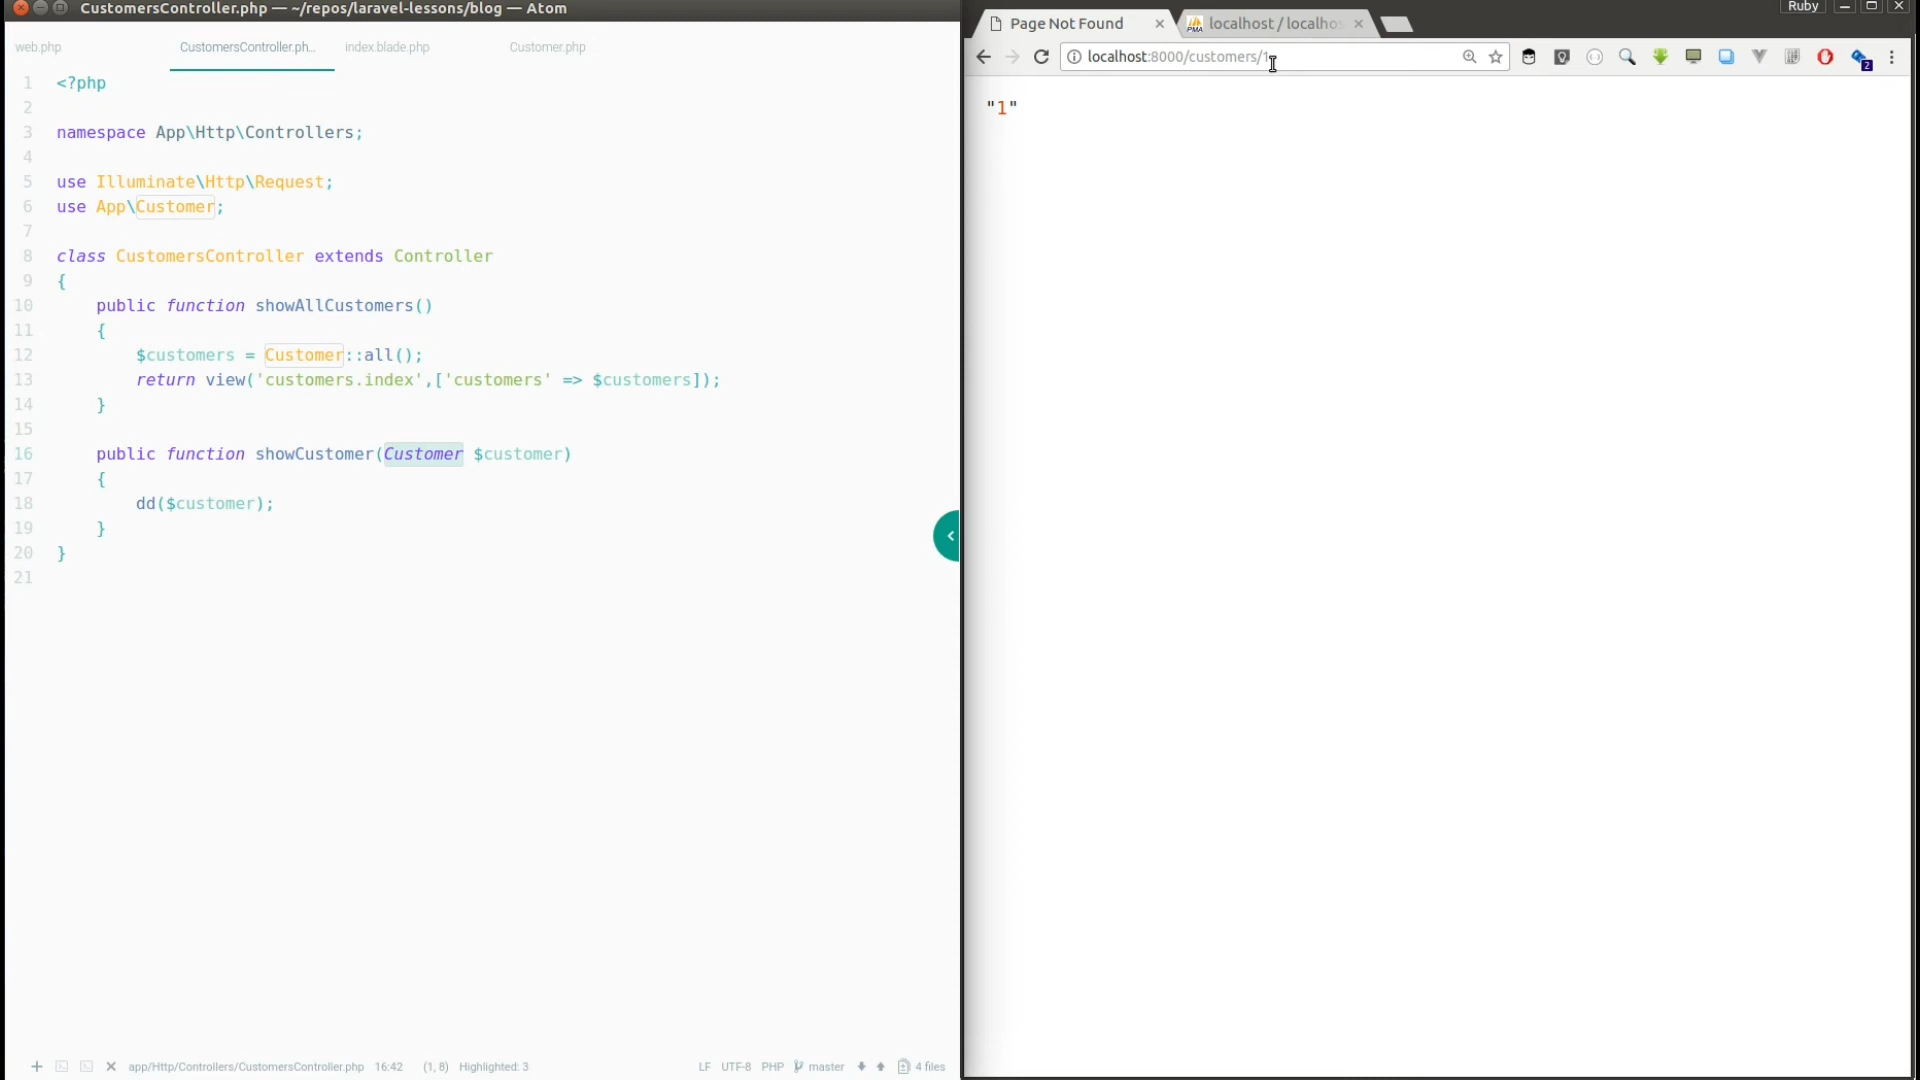 CustomersController.php — ~/repos/laravel-lessons/blog — Atom
web.php
CustomersController.ph...
index.blade.php
Customer.php
1 <?php
2
3 namespace App\Http\Controllers;
4
5 use Illuminate\Http\Request;
6 use App\Customer;
7
8 class CustomersController extends Controller
9 {
10 public function showAllCustomers()
11 {
12 $customers = Customer::all();
13 return view('customers.index',['customers' => $customers]);
14 }
15
16 public function showCustomer(Customer $customer)
17 {
18 dd($customer);
19 }
20 }
21
app/Http/Controllers/CustomersController.php 16:42 (1, 8) Highlighted: 3 LF UTF-8 PHP master 4 files
Ruby
Page Not Found
PMA localhost / localhos
localhost:8000/customers/1
2
"1"